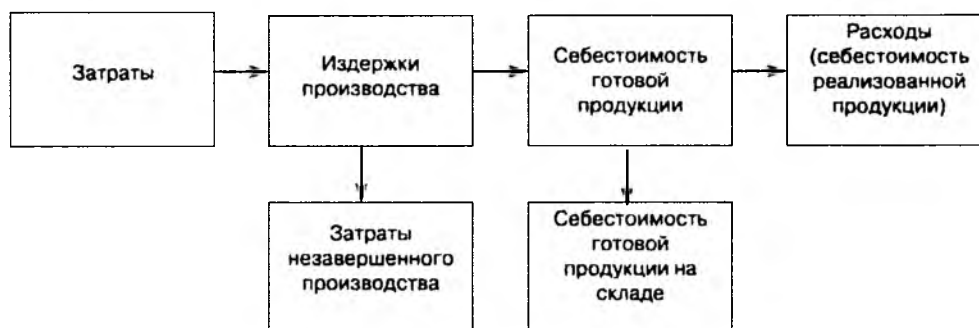 Затраты
Издержки
производства
Себестоимость
готовой
продукции
Расходы
(себестоимость
реализованной
продукции)
Затраты
незавершенного
производства
Себестоимость
готовой
продукции на
складе